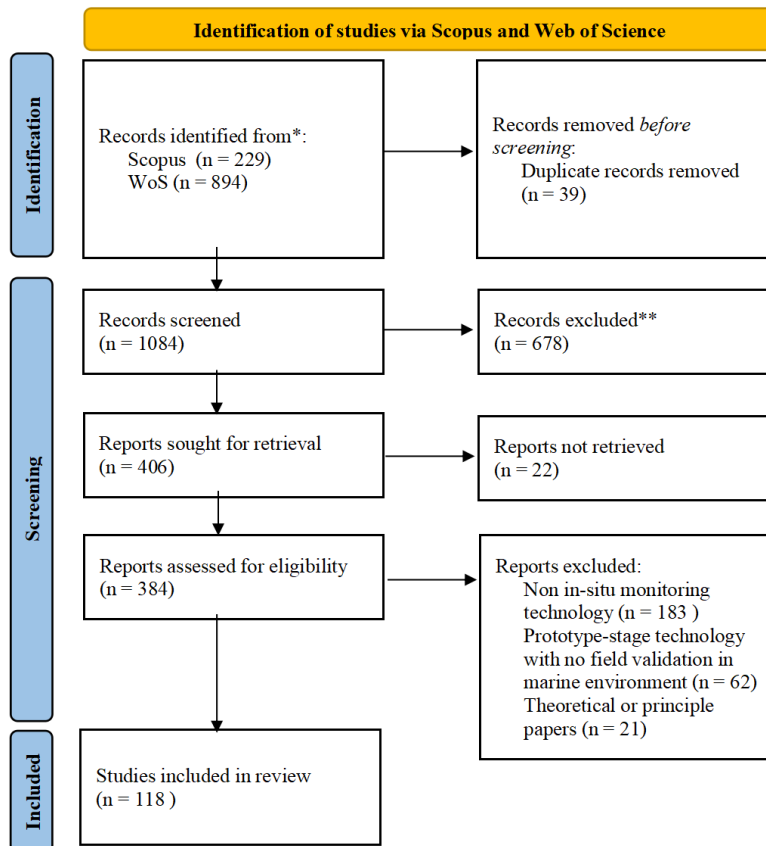 Identification of studies via Scopus and Web of Science
Identification
Records identified from*:
Scopus (n = 229)
WoS (n = 894)
Records removed before
screening:
Duplicate records removed
(n = 39)
Screening
Records screened
(n = 1084)
Records excluded**
(n = 678)
Reports sought for retrieval
(n = 406)
Reports not retrieved
(n = 22)
Reports assessed for eligibility
(n = 384)
Reports excluded:
Non in-situ monitoring
technology (n = 183 )
Prototype-stage technology
with no field validation in
marine environment (n = 62)
Theoretical or principle
papers (n = 21)
Included
Studies included in review
(n = 118 )